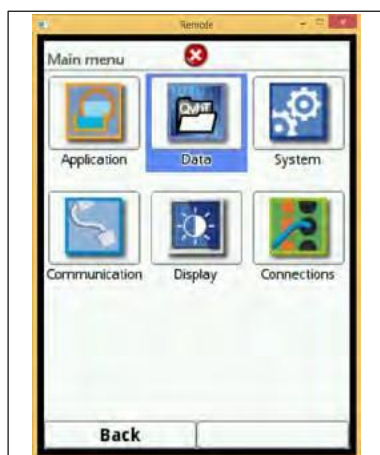 Remote
Main menu
Application
Data
System
Communication
Display
Connections
Back